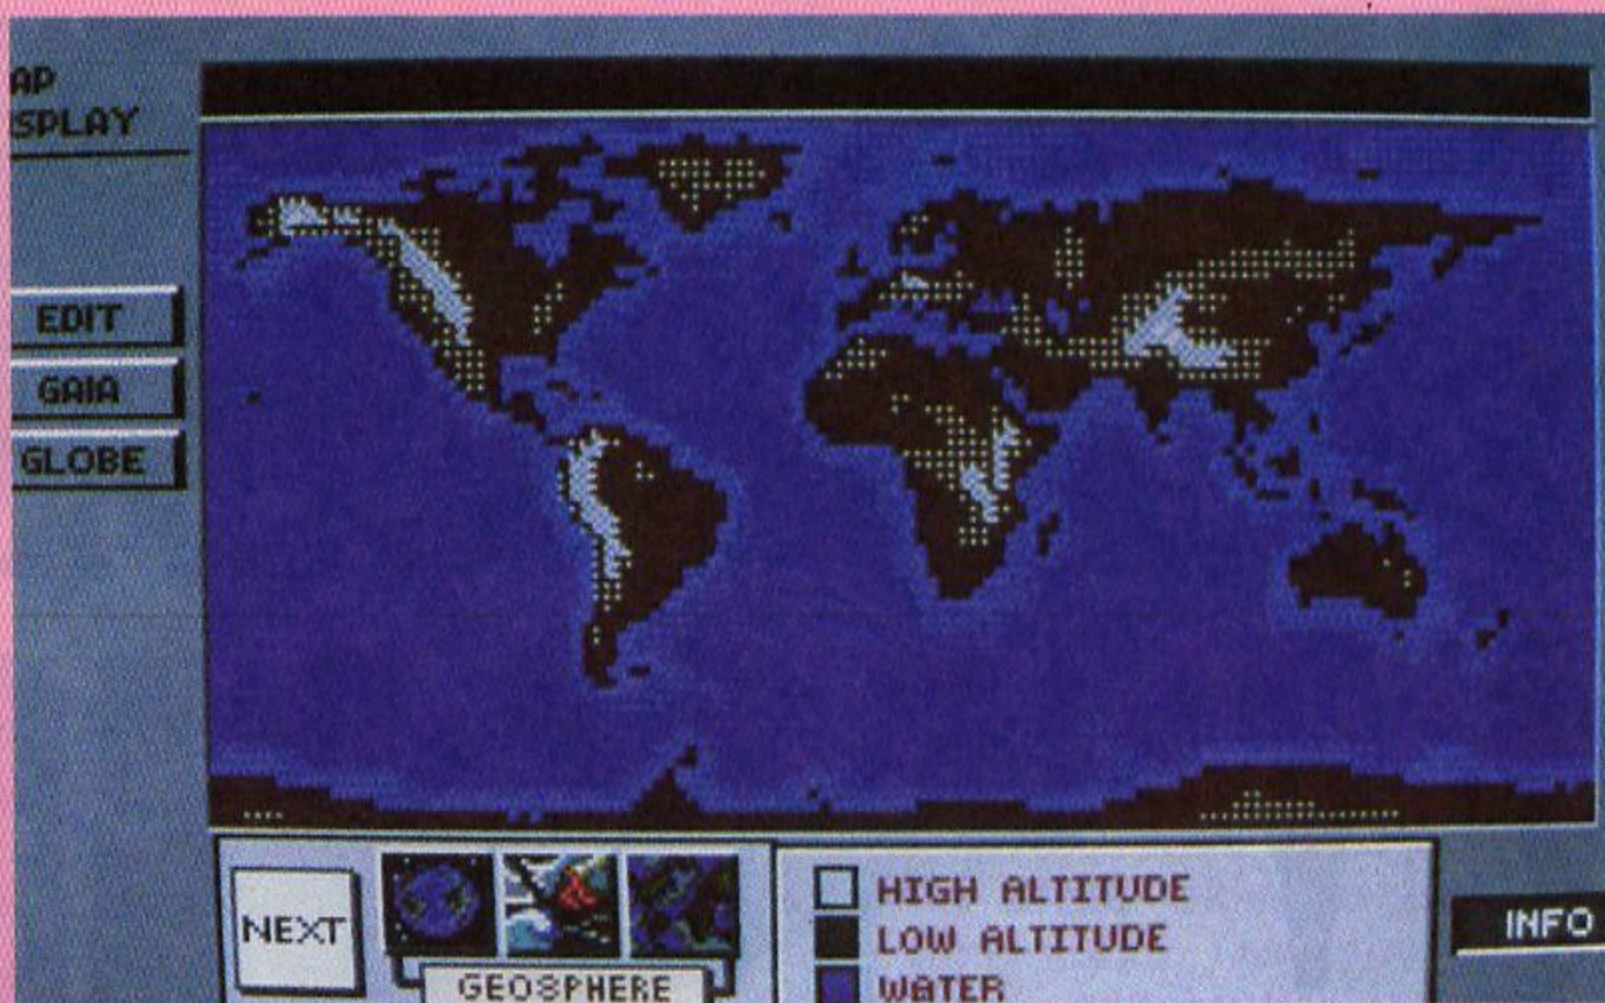 AP
SPLAY
EDIT
GAIA
GLOBE
NEXT
GEOSPHERE
HIGH ALTITUDE
LOW ALTITUDE
WATER
INFO